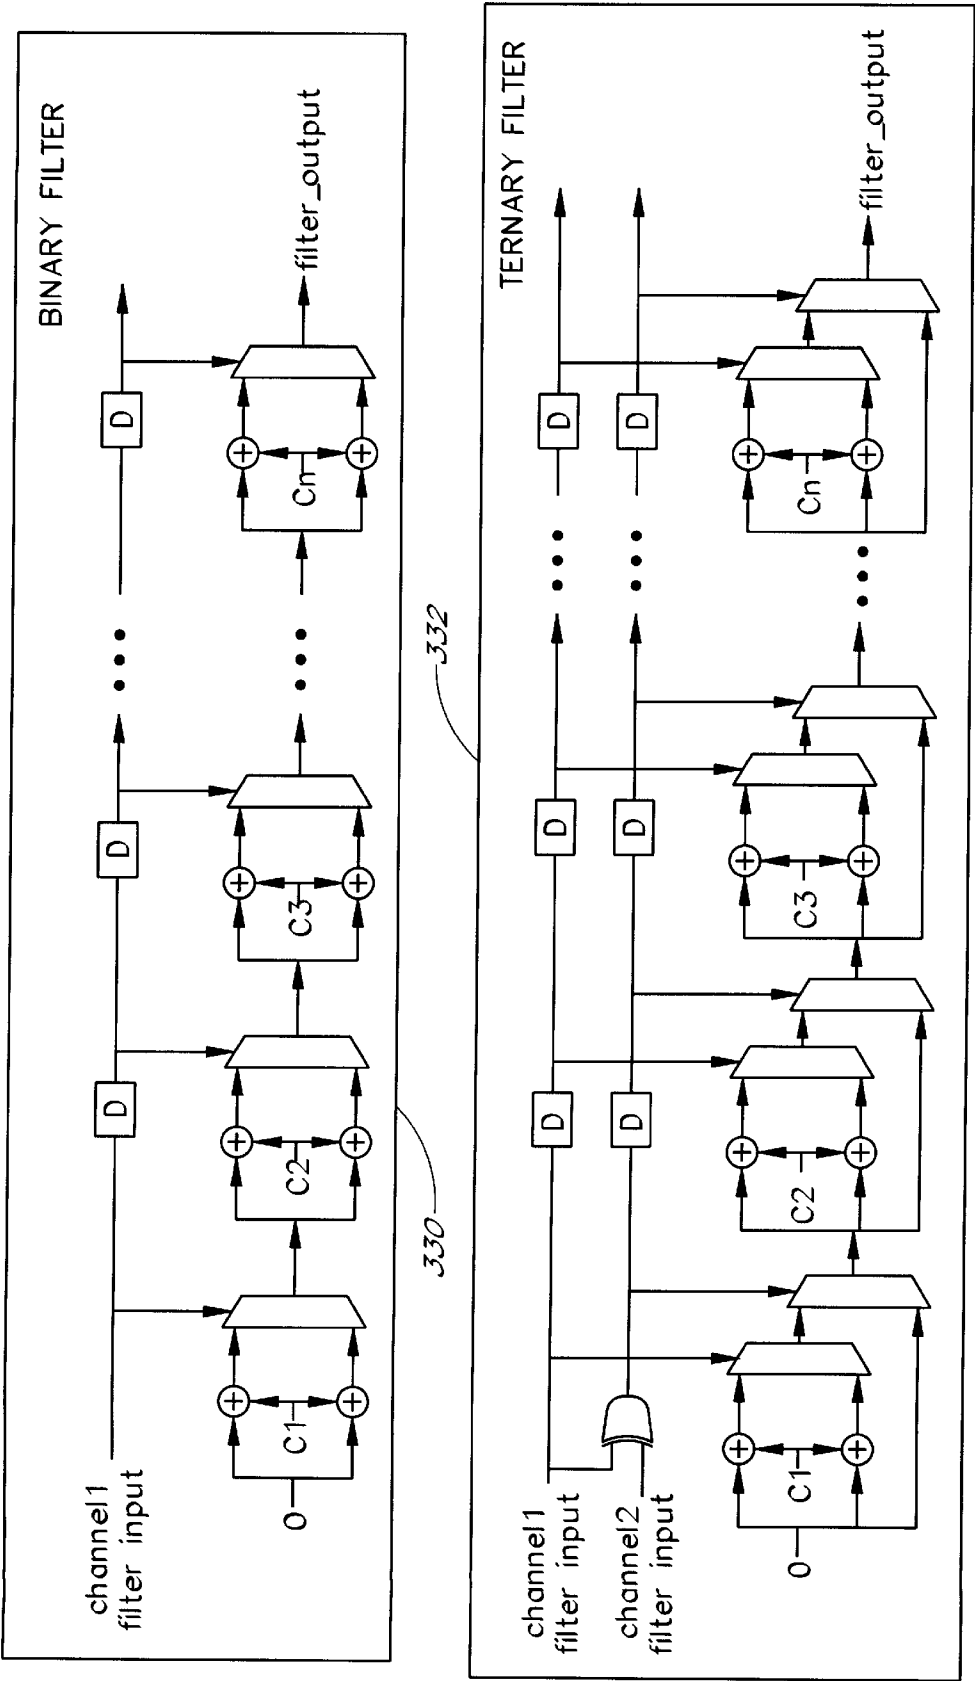 BINARY FILTER
channel1
filter input
D
D
D
0
C1
+
+
C2
+
+
C3
+
+
Cn
+
+
filter_output
330
332
TERNARY FILTER
channel1
filter input
channel2
filter input
D
D
D
D
D
D
0
C1
+
+
C2
+
+
C3
+
+
Cn
+
+
filter_output